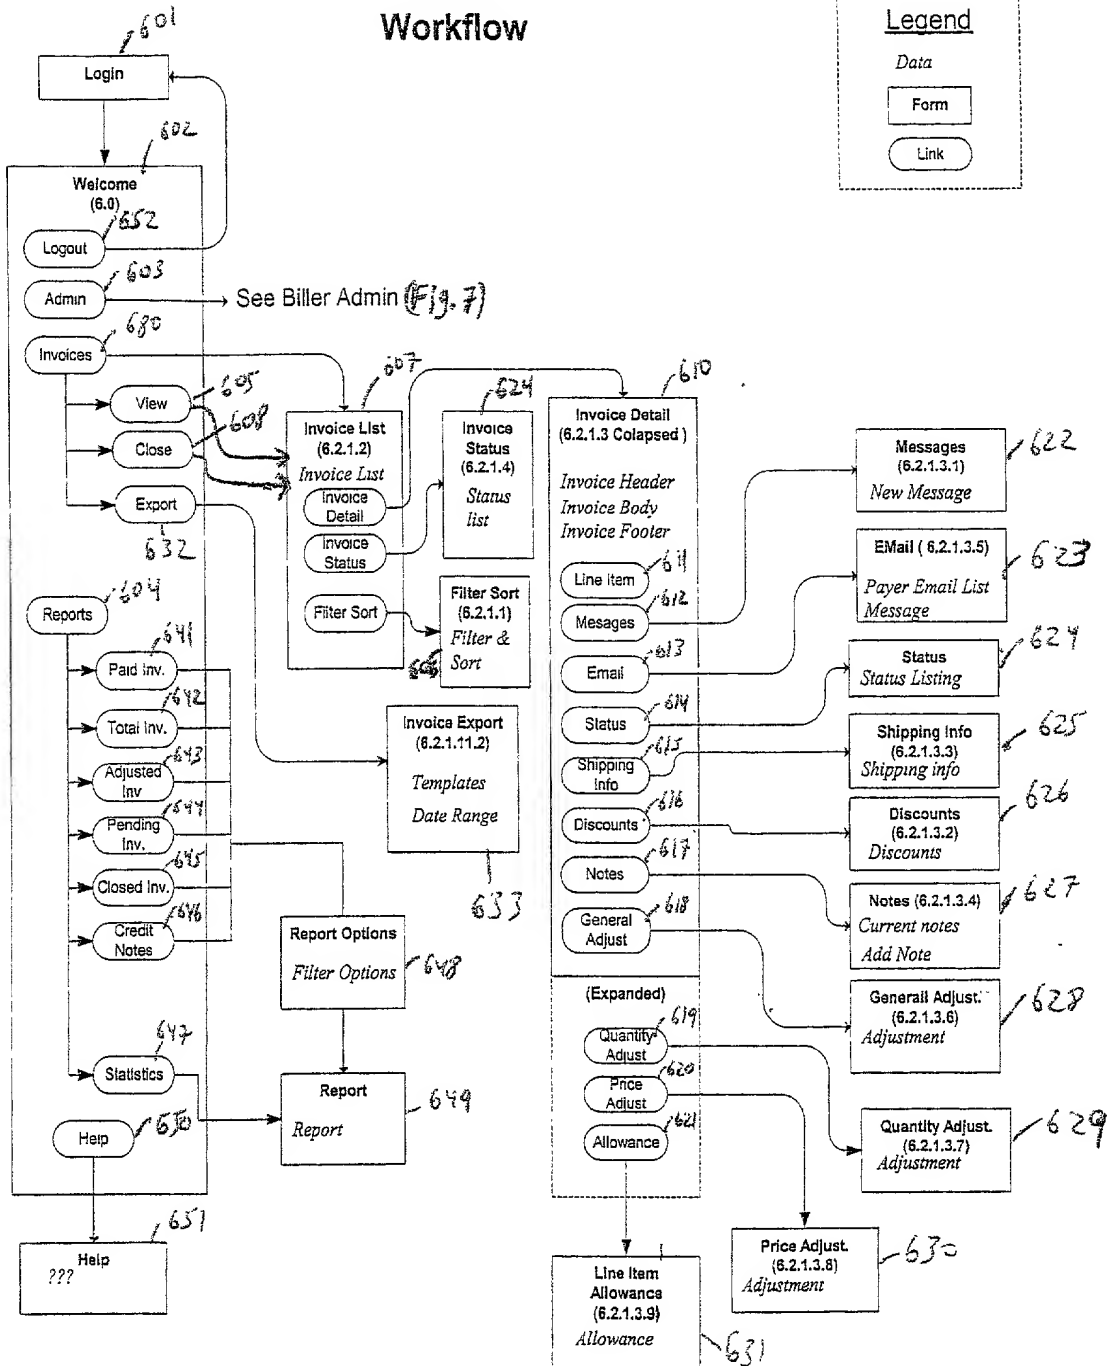 Workflow
Legend
Data
Form
Link
601
Login
602
Welcome
(6.0)
652
Logout
603
Admin
See Biller Admin (Fig. 7)
680
Invoices
605
View
608
Close
Export
632
604
Reports
641
Paid Inv.
642
Total Inv.
643
Adjusted
Inv
644
Pending
Inv.
645
Closed Inv.
646
Credit
Notes
647
Statistics
650
Help
651
Help
???
607
Invoice List
(6.2.1.2)
Invoice List
Invoice
Detail
Invoice
Status
Filter Sort
624
Invoice
Status
(6.2.1.4)
Status
list
Filter Sort
(6.2.1.1)
Filter &
Sort
Invoice Export
(6.2.1.11.2)
Templates
Date Range
633
Report Options
Filter Options
648
Report
Report
649
610
Invoice Detail
(6.2.1.3 Colapsed )
Invoice Header
Invoice Body
Invoice Footer
611
Line Item
612
Mesages
613
Email
614
Status
615
Shipping
Info
616
Discounts
617
Notes
618
General
Adjust
(Expanded)
619
Quantity
Adjust
620
Price
Adjust
621
Allowance
Messages
(6.2.1.3.1)
New Message
622
EMail ( 6.2.1.3.5)
Payer Email List
Message
623
Status
Status Listing
624
Shipping Info
(6.2.1.3.3)
Shipping info
625
Discounts
(6.2.1.3.2)
Discounts
626
Notes (6.2.1.3.4)
Current notes
Add Note
627
Generail Adjust.
(6.2.1.3.6)
Adjustment
628
Quantity Adjust.
(6.2.1.3.7)
Adjustment
629
Price Adjust.
(6.2.1.3.8)
Adjustment
630
Line Item
Allowance
(6.2.1.3.9)
Allowance
631